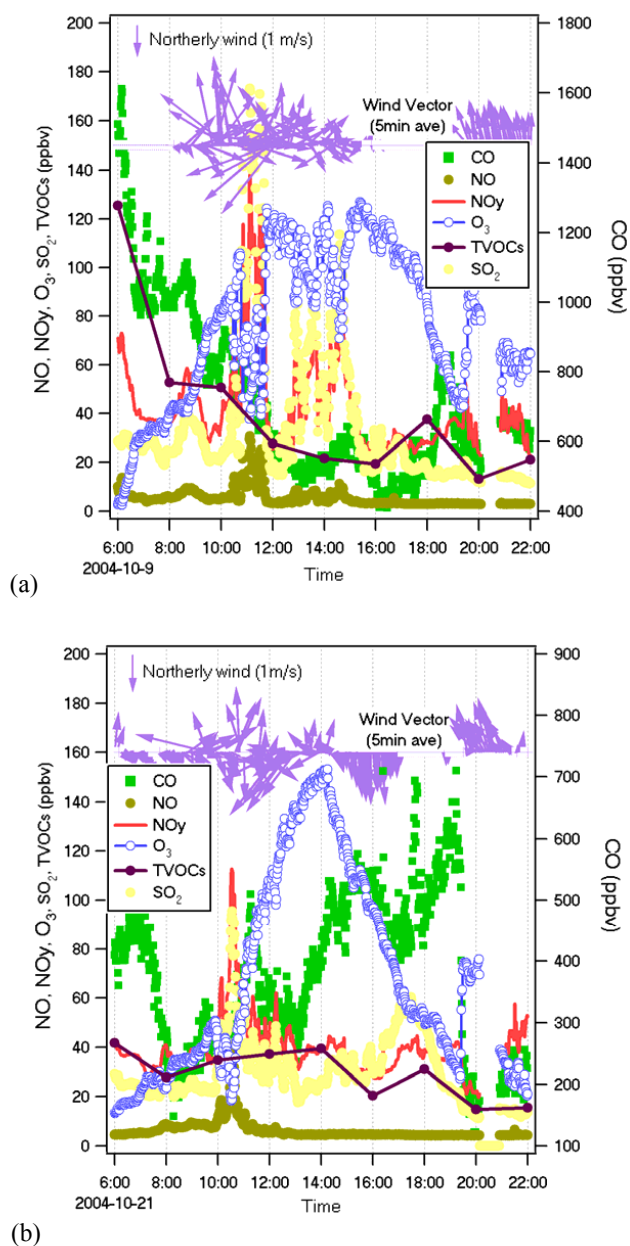 200
180
160
140
120
100
80
60
40
20
0
NO, NOy, O3, SO2, TVOCs (ppbv)
Northerly wind (1 m/s)
Wind Vector
(5min ave)
CO
NO
NOy
O3
TVOCs
SO2
1800
1600
1400
1200
1000
800
600
400
CO (ppbv)
6:00 8:00 10:00 12:00 14:00 16:00 18:00 20:00 22:00
2004-10-9
Time
(a)
200
180
160
140
120
100
80
60
40
20
0
NO, NOy, O3, SO2, TVOCs (ppbv)
Northerly wind (1m/s)
Wind Vector
(5min ave)
CO
NO
NOy
O3
TVOCs
SO2
900
800
700
600
500
400
300
200
100
CO (ppbv)
6:00 8:00 10:00 12:00 14:00 16:00 18:00 20:00 22:00
2004-10-21
Time
(b)